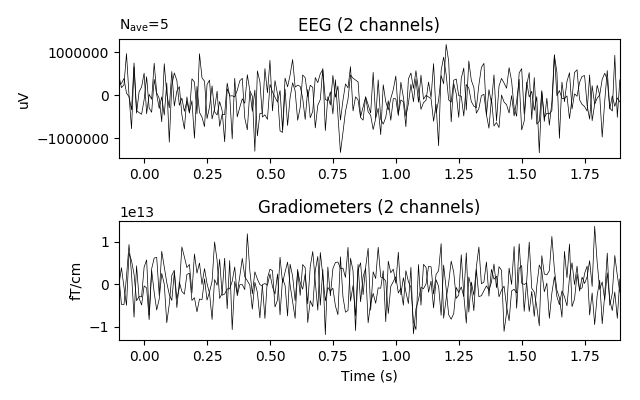 N_ave=5
EEG (2 channels)
1000000
0
−1000000
uV
0.00 0.25 0.50 0.75 1.00 1.25 1.50 1.75
1e13
Gradiometers (2 channels)
1
0
−1
fT/cm
0.00 0.25 0.50 0.75 1.00 1.25 1.50 1.75
Time (s)